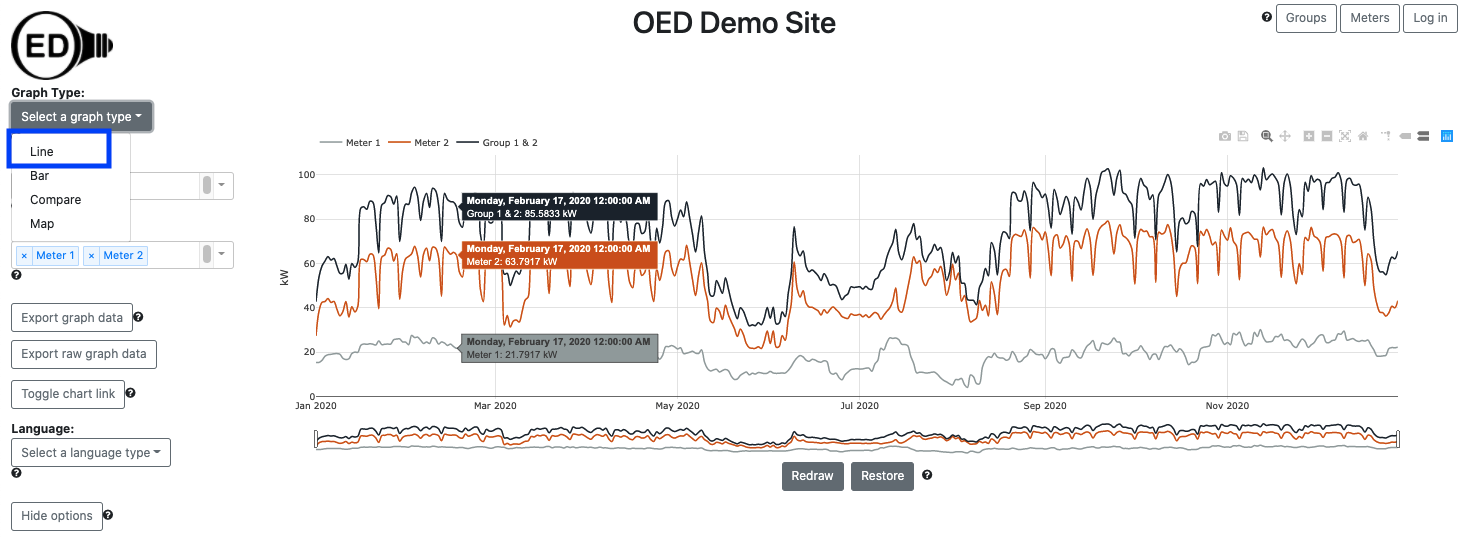 OED Demo Site
Groups
Meters
Log in
ED
Graph Type:
Select a graph type
Line
Bar
Compare
Map
× Meter 1 × Meter 2
Export graph data
Export raw graph data
Toggle chart link
Language:
Select a language type
Hide options
Meter 1 Meter 2 Group 1 & 2
kW
100
80
60
40
20
0
Monday, February 17, 2020 12:00:00 AM
Group 1 & 2: 85.5833 kW
Monday, February 17, 2020 12:00:00 AM
Meter 2: 63.7917 kW
Monday, February 17, 2020 12:00:00 AM
Meter 1: 21.7917 kW
Jan 2020 Mar 2020 May 2020 Jul 2020 Sep 2020 Nov 2020
Redraw
Restore